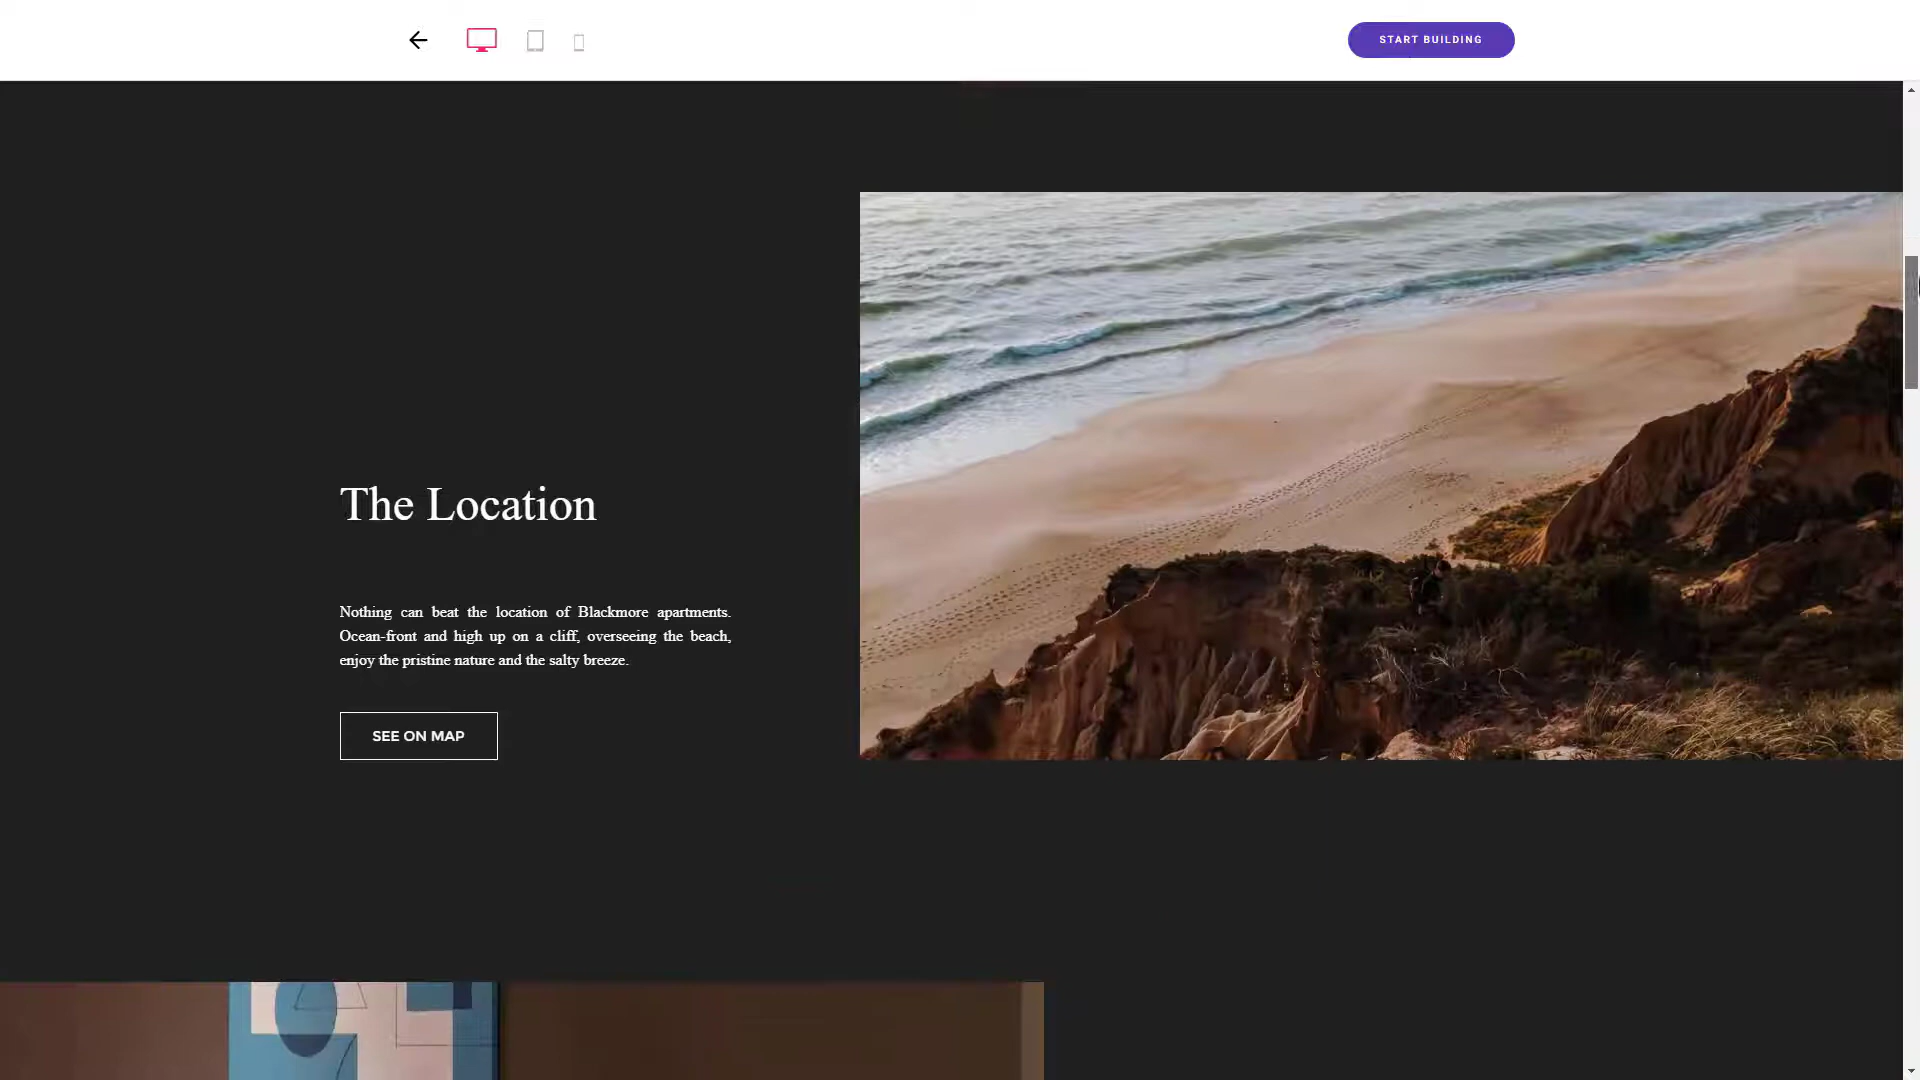 START BUILDING
The Location
Nothing can beat the location of Blackmore apartments.
Ocean-front and high up on a cliff, overseeing the beach,
enjoy the pristine nature and the salty breeze.
SEE ON MAP